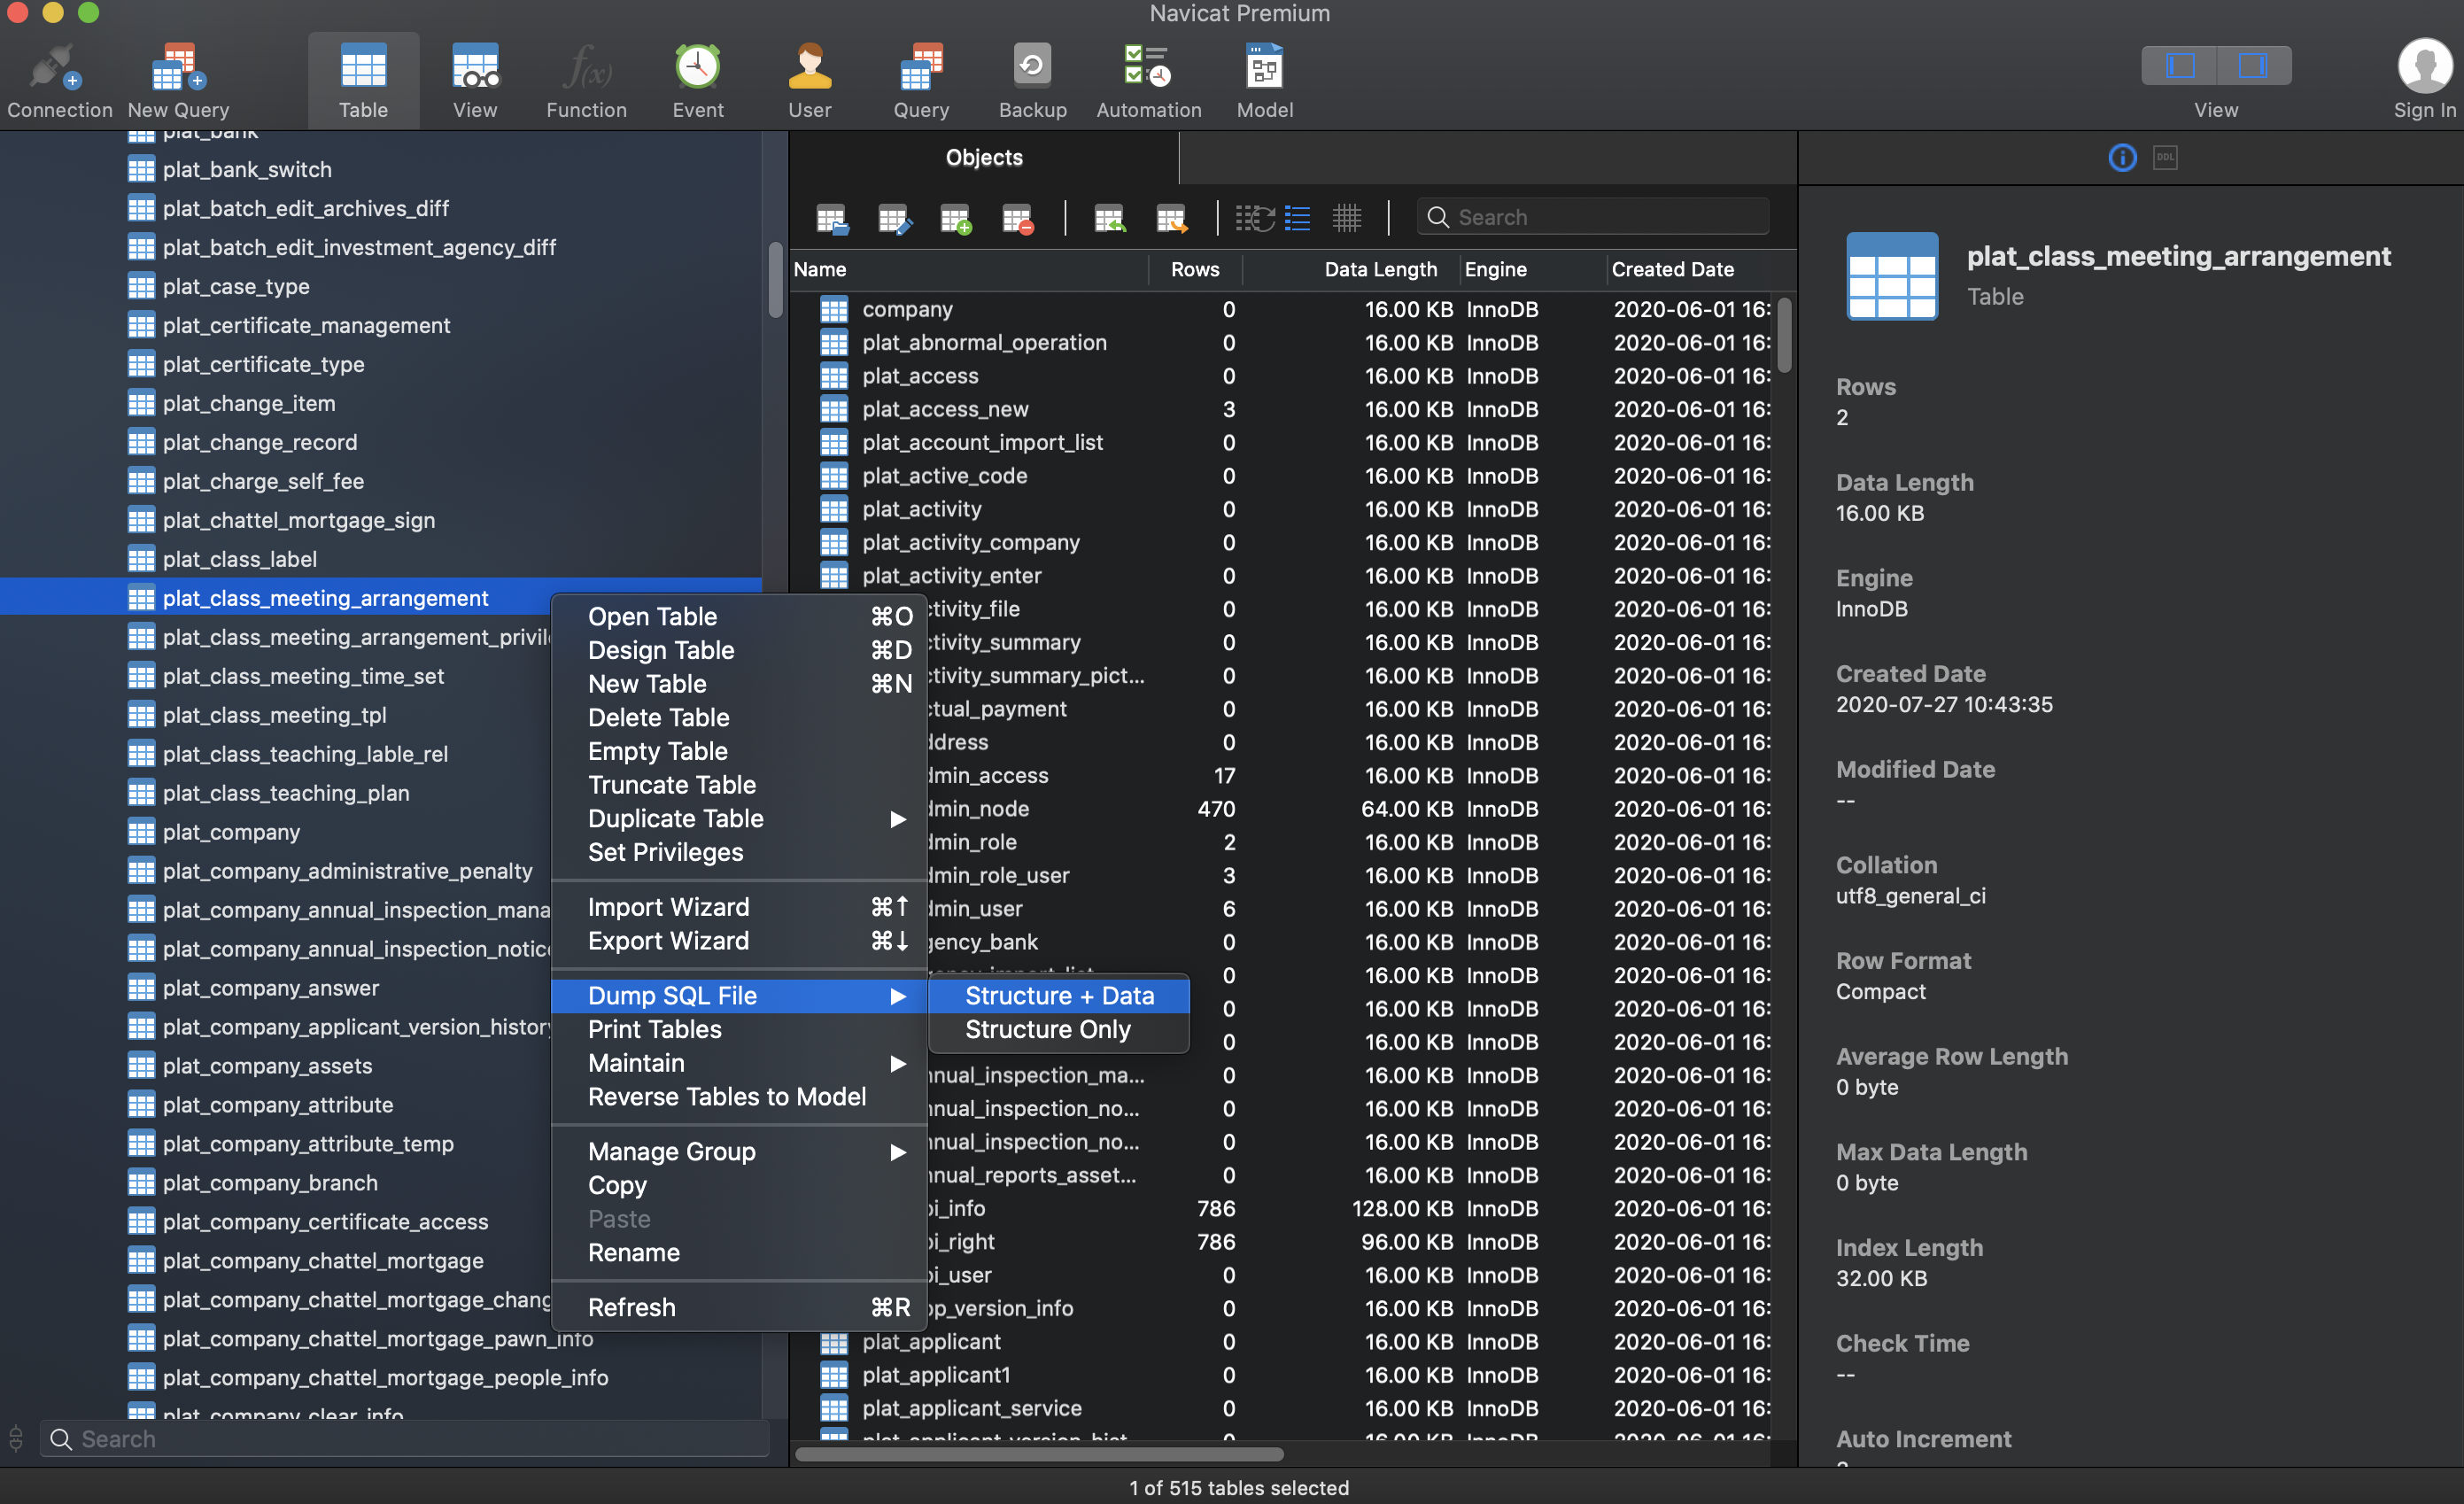 Navicat Premium
Connection New Query Table View Function Event User Query Backup Automation Model View Sign In
plat_bank
plat_bank_switch
plat_batch_edit_archives_diff
plat_batch_edit_investment_agency_diff
plat_case_type
plat_certificate_management
plat_certificate_type
plat_change_item
plat_change_record
plat_charge_self_fee
plat_chattel_mortgage_sign
plat_class_label
plat_class_meeting_arrangement
plat_class_meeting_arrangement_privil
plat_class_meeting_time_set
plat_class_meeting_tpl
plat_class_teaching_lable_rel
plat_class_teaching_plan
plat_company
plat_company_administrative_penalty
plat_company_annual_inspection_mana
plat_company_annual_inspection_notic
plat_company_answer
plat_company_applicant_version_history
plat_company_assets
plat_company_attribute
plat_company_attribute_temp
plat_company_branch
plat_company_certificate_access
plat_company_chattel_mortgage
plat_company_chattel_mortgage_chang
plat_company_chattel_mortgage_pawn_info
plat_company_chattel_mortgage_people_info
plat_company_clear_info
Search
Open Table ⌘O
Design Table ⌘D
New Table ⌘N
Delete Table
Empty Table
Truncate Table
Duplicate Table ▶
Set Privileges
Import Wizard ⌘↑
Export Wizard ⌘↓
Dump SQL File ▶
Print Tables
Maintain ▶
Reverse Tables to Model
Manage Group ▶
Copy
Paste
Rename
Refresh ⌘R
Structure + Data
Structure Only
Objects
Search
Name Rows Data Length Engine Created Date
company 0 16.00 KB InnoDB 2020-06-01 16:
plat_abnormal_operation 0 16.00 KB InnoDB 2020-06-01 16:
plat_access 0 16.00 KB InnoDB 2020-06-01 16:
plat_access_new 3 16.00 KB InnoDB 2020-06-01 16:
plat_account_import_list 0 16.00 KB InnoDB 2020-06-01 16:
plat_active_code 0 16.00 KB InnoDB 2020-06-01 16:
plat_activity 0 16.00 KB InnoDB 2020-06-01 16:
plat_activity_company 0 16.00 KB InnoDB 2020-06-01 16:
plat_activity_enter 0 16.00 KB InnoDB 2020-06-01 16:
ctivity_file 0 16.00 KB InnoDB 2020-06-01 16:
ctivity_summary 0 16.00 KB InnoDB 2020-06-01 16:
ctivity_summary_pict... 0 16.00 KB InnoDB 2020-06-01 16:
ctual_payment 0 16.00 KB InnoDB 2020-06-01 16:
ddress 0 16.00 KB InnoDB 2020-06-01 16:
dmin_access 17 16.00 KB InnoDB 2020-06-01 16:
dmin_node 470 64.00 KB InnoDB 2020-06-01 16:
dmin_role 2 16.00 KB InnoDB 2020-06-01 16:
dmin_role_user 3 16.00 KB InnoDB 2020-06-01 16:
dmin_user 6 16.00 KB InnoDB 2020-06-01 16:
gency_bank 0 16.00 KB InnoDB 2020-06-01 16:
0 16.00 KB InnoDB 2020-06-01 16:
0 16.00 KB InnoDB 2020-06-01 16:
0 16.00 KB InnoDB 2020-06-01 16:
nnual_inspection_ma... 0 16.00 KB InnoDB 2020-06-01 16:
nnual_inspection_no... 0 16.00 KB InnoDB 2020-06-01 16:
nnual_inspection_no... 0 16.00 KB InnoDB 2020-06-01 16:
nnual_reports_asset... 0 16.00 KB InnoDB 2020-06-01 16:
pi_info 786 128.00 KB InnoDB 2020-06-01 16:
pi_right 786 96.00 KB InnoDB 2020-06-01 16:
pi_user 0 16.00 KB InnoDB 2020-06-01 16:
pp_version_info 0 16.00 KB InnoDB 2020-06-01 16:
plat_applicant 0 16.00 KB InnoDB 2020-06-01 16:
plat_applicant1 0 16.00 KB InnoDB 2020-06-01 16:
plat_applicant_service 0 16.00 KB InnoDB 2020-06-01 16:
DDL
plat_class_meeting_arrangement
Table
Rows
2
Data Length
16.00 KB
Engine
InnoDB
Created Date
2020-07-27 10:43:35
Modified Date
--
Collation
utf8_general_ci
Row Format
Compact
Average Row Length
0 byte
Max Data Length
0 byte
Index Length
32.00 KB
Check Time
--
Auto Increment
1 of 515 tables selected